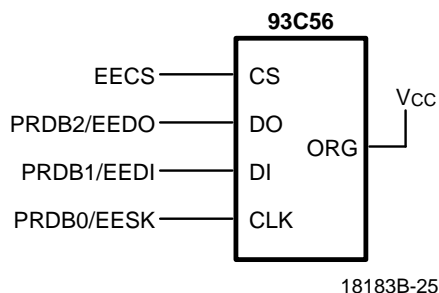 93C56
EECS CS
VCC
PRDB2/EEDO DO
ORG
PRDB1/EEDI DI
PRDB0/EESK CLK
18183B-25